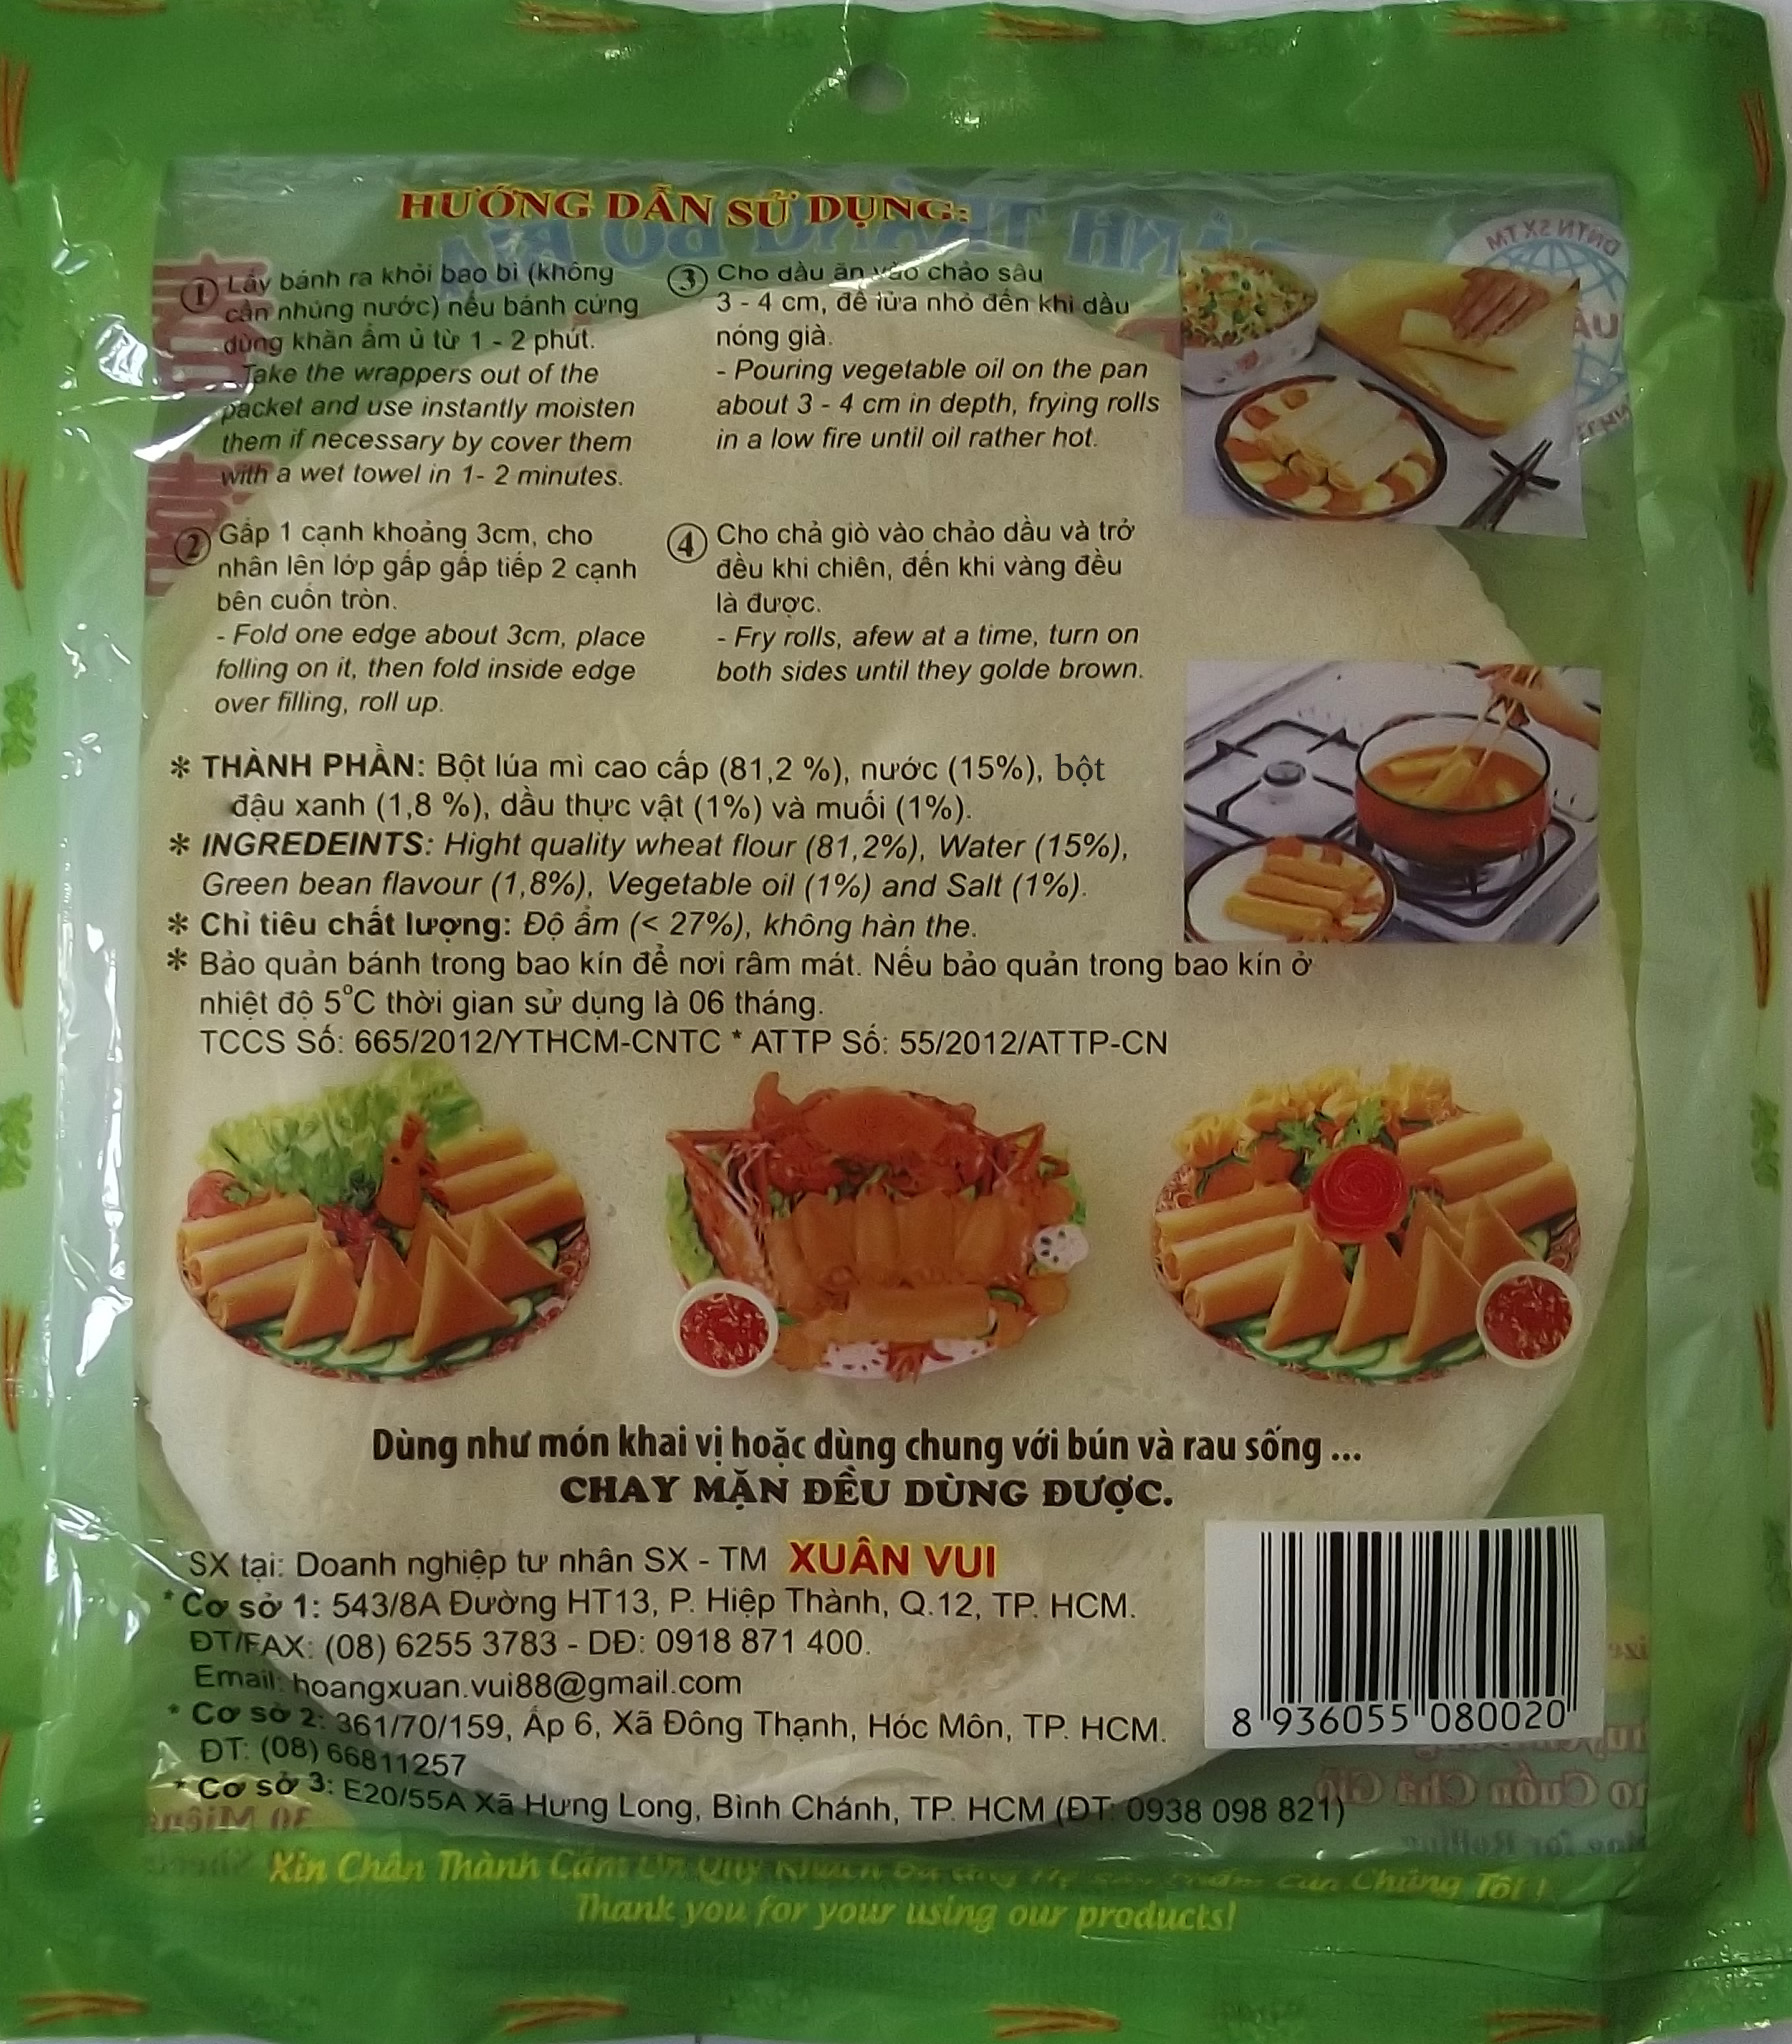 HƯỚNG DẪN SỬ DỤNG:
1 Lấy bánh ra khỏi bao bì (không
cần nhúng nước) nếu bánh cứng
dùng khăn ẩm ủ từ 1 - 2 phút.
- Take the wrappers out of the
packet and use instantly moisten
them if necessary by cover them
with a wet towel in 1- 2 minutes.
2 Gấp 1 cạnh khoảng 3cm, cho
nhân lên lớp gấp gấp tiếp 2 cạnh
bên cuốn tròn.
- Fold one edge about 3cm, place
folling on it, then fold inside edge
over filling, roll up.
3 Cho dầu ăn vào chảo sâu
3 - 4 cm, để lửa nhỏ đến khi dầu
nóng già.
- Pouring vegetable oil on the pan
about 3 - 4 cm in depth, frying rolls
in a low fire until oil rather hot.
4 Cho chả giò vào chảo dầu và trở
đều khi chiên, đến khi vàng đều
là được.
- Fry rolls, afew at a time, turn on
both sides until they golde brown.
* THÀNH PHẦN: Bột lúa mì cao cấp (81,2 %), nước (15%), bột
đậu xanh (1,8 %), dầu thực vật (1%) và muối (1%).
* INGREDEINTS: Hight quality wheat flour (81,2%), Water (15%),
Green bean flavour (1,8%), Vegetable oil (1%) and Salt (1%).
* Chỉ tiêu chất lượng: Độ ẩm (< 27%), không hàn the.
* Bảo quản bánh trong bao kín để nơi râm mát. Nếu bảo quản trong bao kín ở
nhiệt độ 5°C thời gian sử dụng là 06 tháng.
TCCS Số: 665/2012/YTHCM-CNTC * ATTP Số: 55/2012/ATTP-CN
Dùng như món khai vị hoặc dùng chung với bún và rau sống ...
CHAY MẶN ĐỀU DÙNG ĐƯỢC.
SX tại: Doanh nghiệp tư nhân SX - TM XUÂN VUI
* Cơ sở 1: 543/8A Đường HT13, P. Hiệp Thành, Q.12, TP. HCM.
ĐT/FAX: (08) 6255 3783 - DĐ: 0918 871 400.
Email: hoangxuan.vui88@gmail.com
* Cơ sở 2: 361/70/159, Ấp 6, Xã Đông Thạnh, Hóc Môn, TP. HCM.
ĐT: (08) 66811257
* Cơ sở 3: E20/55A Xã Hưng Long, Bình Chánh, TP. HCM (ĐT: 0938 098 821)
8 936055 080020
Xin Chân Thành Cảm Ơn Quý Khách Chúng Tôi !
Thank you for your using our products!